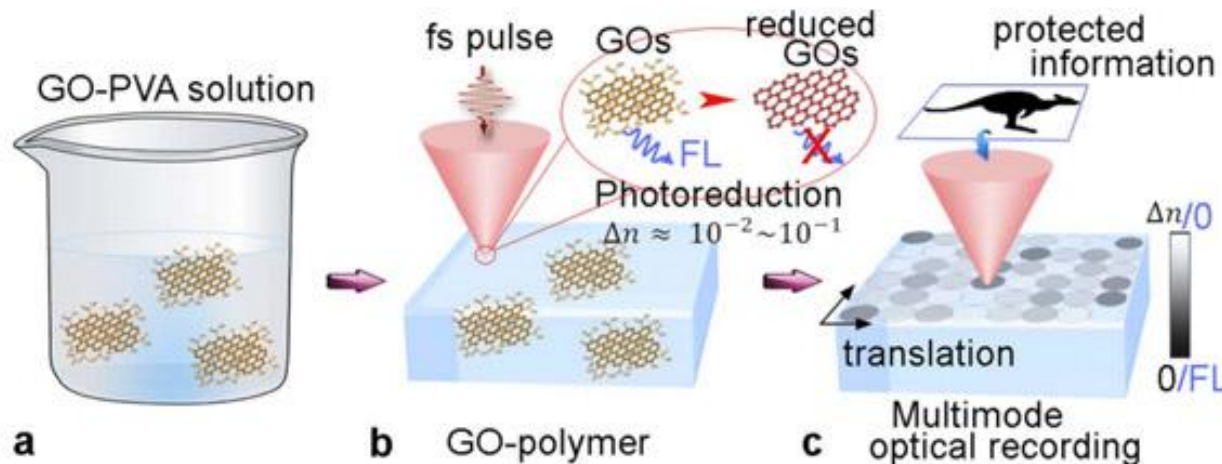 GO-PVA solution
a
fs pulse
GOs
reduced
GOs
FL
X
Photoreduction
Δn ≈ 10⁻²~10⁻¹
b
GO-polymer
protected
information
translation
Δn/0
0/FL
c
Multimode
optical recording